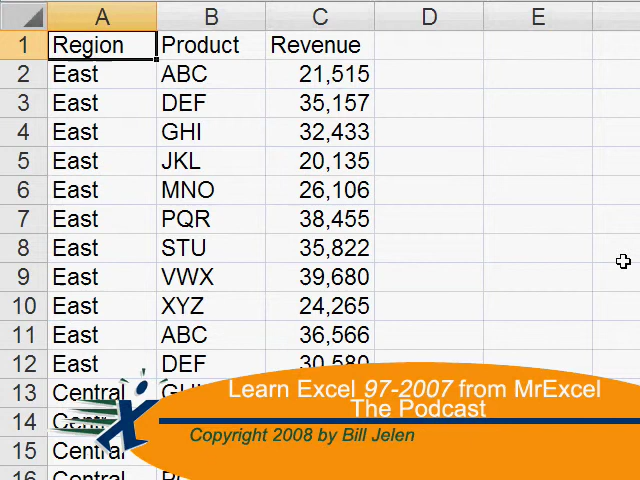 A B C D E
1 Region Product Revenue
2 East ABC 21,515
3 East DEF 35,157
4 East GHI 32,433
5 East JKL 20,135
6 East MNO 26,106
7 East PQR 38,455
8 East STU 35,822
9 East VWX 39,680
10 East XYZ 24,265
11 East ABC 36,566
12 East DEF 30,580
13 Central
14
15 Central
16 Central
Learn Excel 97-2007 from MrExcel
The Podcast
Copyright 2008 by Bill Jelen